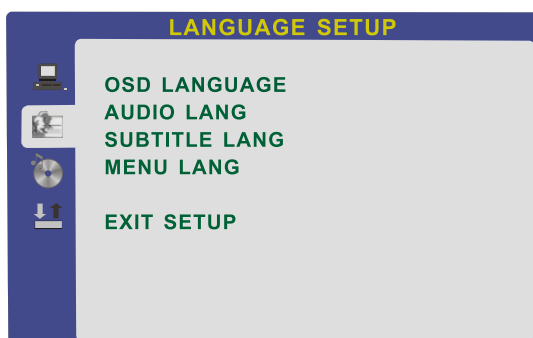 LANGUAGE SETUP
OSD LANGUAGE
AUDIO LANG
SUBTITLE LANG
MENU LANG
EXIT SETUP